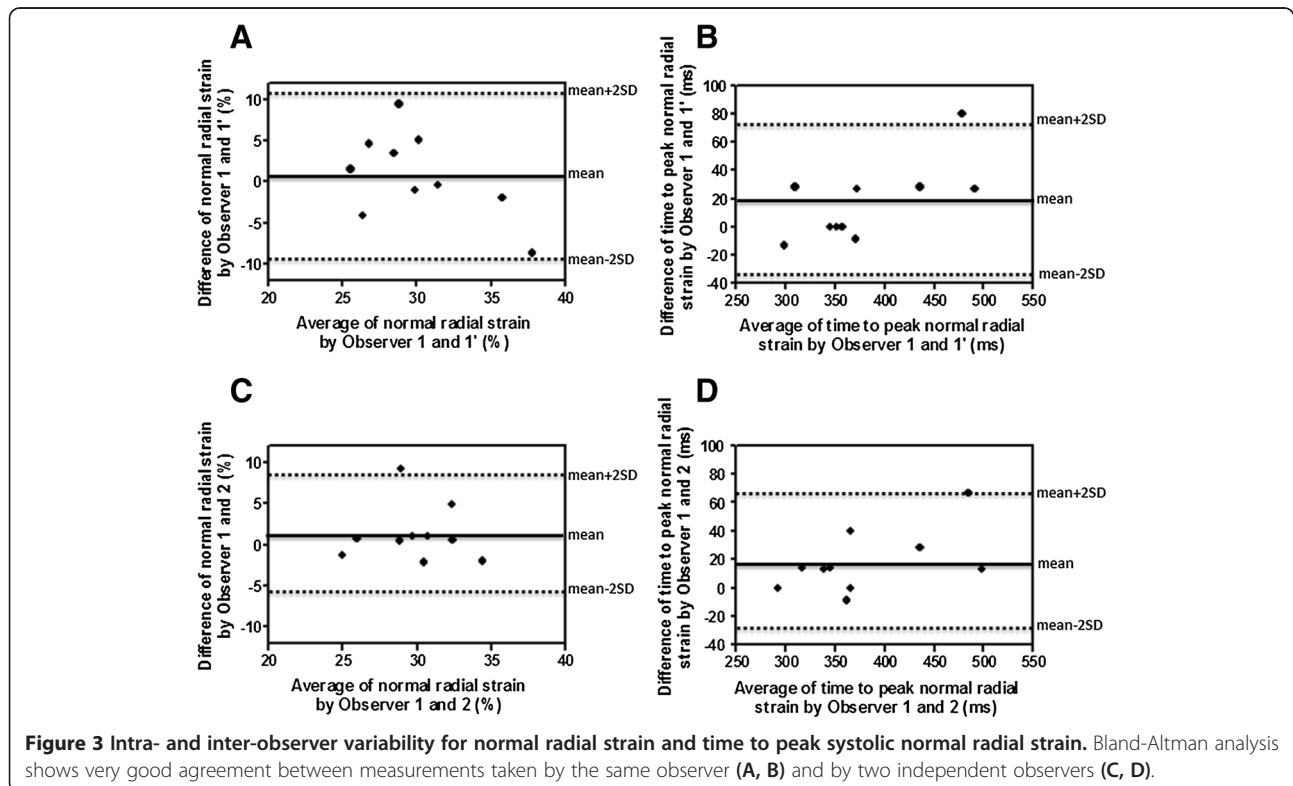 A
Difference of normal radial strain
by Observer 1 and 1' (%)
10
5
0
-5
-10
20 25 30 35 40
mean+2SD
mean
mean-2SD
Average of normal radial strain
by Observer 1 and 1' (%)
B
Difference of time to peak normal radial
strain by Observer 1 and 1' (ms)
100
80
60
40
20
0
-20
-40
250 300 350 400 450 500 550
mean+2SD
mean
mean-2SD
Average of time to peak normal radial
strain by Observer 1 and 1' (ms)
C
Difference of normal radial strain
by Observer 1 and 2 (%)
10
5
0
-5
-10
20 25 30 35 40
mean+2SD
mean
mean-2SD
Average of normal radial strain
by Observer 1 and 2 (%)
D
Difference of time to peak normal radial
strain by Observer 1 and 2 (ms)
100
80
60
40
20
0
-20
-40
250 300 350 400 450 500 550
mean+2SD
mean
mean-2SD
Average of time to peak normal radial
strain by Observer 1 and 2 (ms)
Figure 3 Intra- and inter-observer variability for normal radial strain and time to peak systolic normal radial strain. Bland-Altman analysis
shows very good agreement between measurements taken by the same observer (A, B) and by two independent observers (C, D).